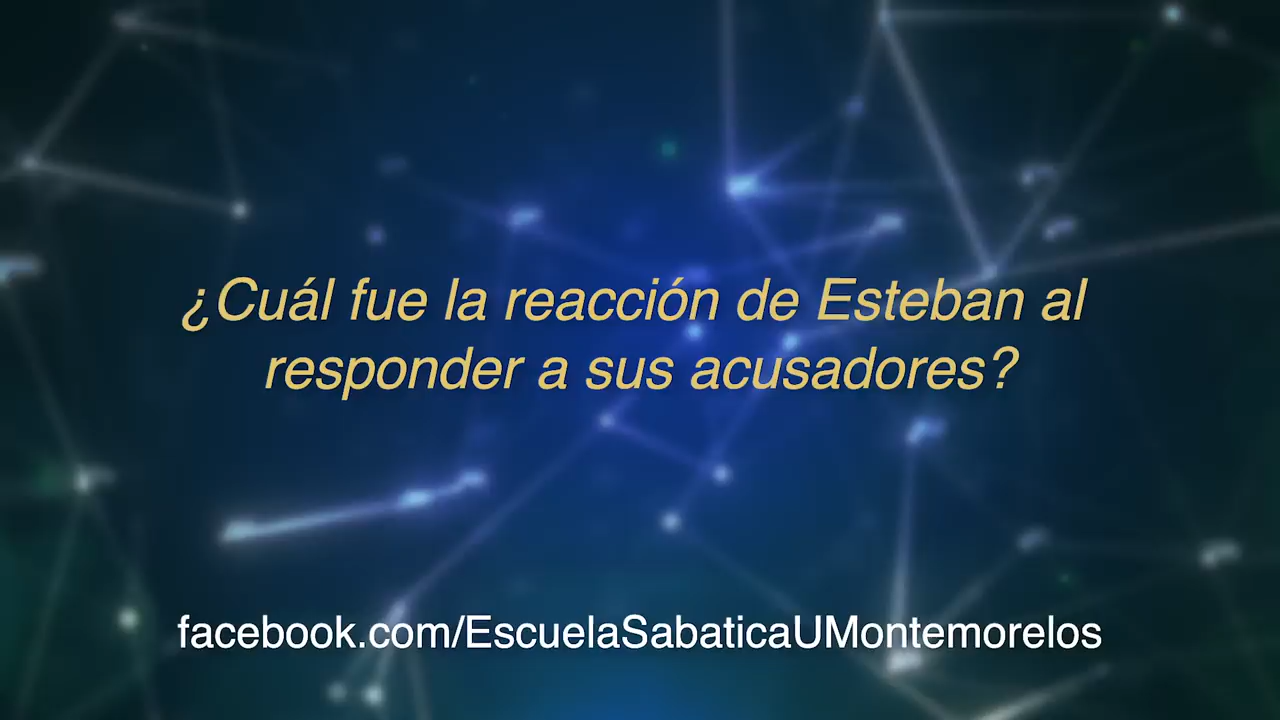 ¿Cuál fue la reacción de Esteban al
responder a sus acusadores?
facebook.com/EscuelaSabaticaUMontemorelos